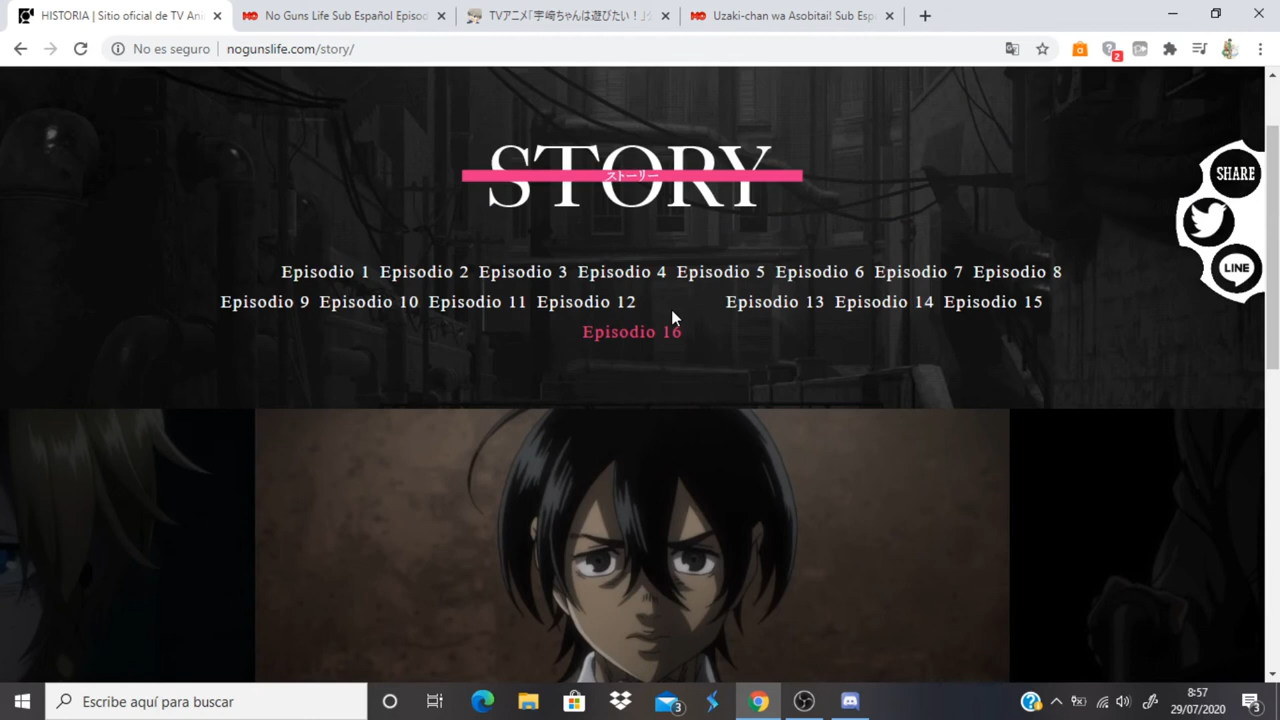 HISTORIA | Sitio oficial de TV Ani
No Guns Life Sub Español Episod
TVアニメ「宇崎ちゃんは遊びたい！」公
Uzaki-chan wa Asobitai! Sub Esp
No es seguro
nogunslife.com/story/
2
STORY
ストーリー
SHARE
LINE
Episodio 1 Episodio 2 Episodio 3 Episodio 4 Episodio 5 Episodio 6 Episodio 7 Episodio 8
Episodio 9 Episodio 10 Episodio 11 Episodio 12 Episodio 13 Episodio 14 Episodio 15
Episodio 16
Escribe aquí para buscar
3
8:57
29/07/2020
3